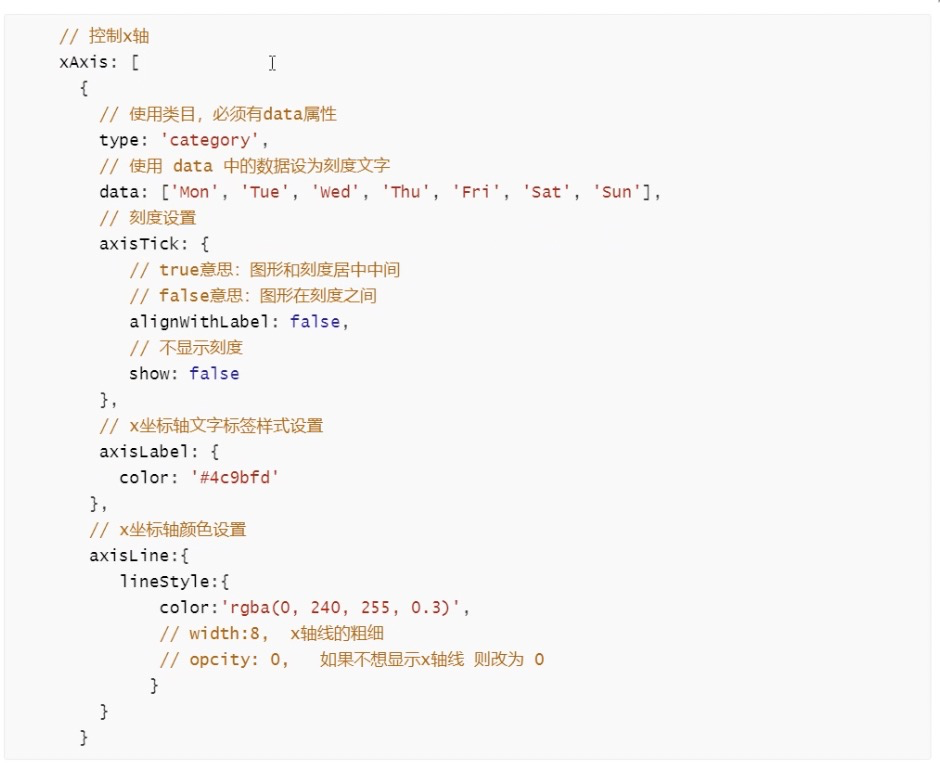 // 控制x轴
xAxis: [
{
// 使用类目，必须有data属性
type: 'category',
// 使用 data 中的数据设为刻度文字
data: ['Mon', 'Tue', 'Wed', 'Thu', 'Fri', 'Sat', 'Sun'],
// 刻度设置
axisTick: {
// true意思：图形和刻度居中中间
// false意思：图形在刻度之间
alignWithLabel: false,
// 不显示刻度
show: false
},
// x坐标轴文字标签样式设置
axisLabel: {
color: '#4c9bfd'
},
// x坐标轴颜色设置
axisLine:{
lineStyle:{
color:'rgba(0, 240, 255, 0.3)',
// width:8,  x轴线的粗细
// opcity: 0,   如果不想显示x轴线 则改为 0
}
}
}